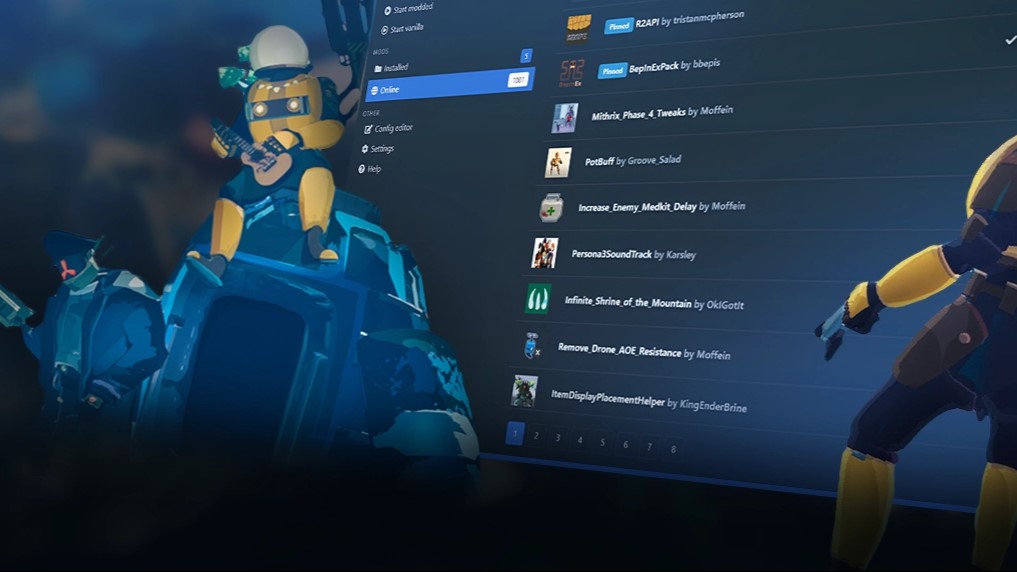 Start modded
Start vanilla
MODS
Installed 5
Online
OTHER
Config editor
Settings
Help
Pinned R2API by tristanmcpherson
Pinned BepInExPack by bbepis
Mithrix_Phase_4_Tweaks by Moffein
PotBuff by Groove_Salad
Increase_Enemy_Medkit_Delay by Moffein
Persona3SoundTrack by Karsley
Infinite_Shrine_of_the_Mountain by OkIGotIt
Remove_Drone_AOE_Resistance by Moffein
ItemDisplayPlacementHelper by KingEnderBrine
1 2 3 4 5 6 7 8